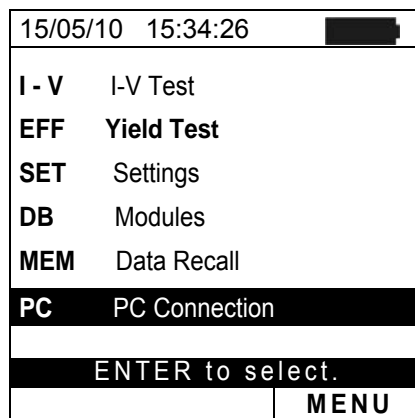 15/05/10 15:34:26
I - V I-V Test
EFF Yield Test
SET Settings
DB Modules
MEM Data Recall
PC PC Connection
ENTER to select.
MENU